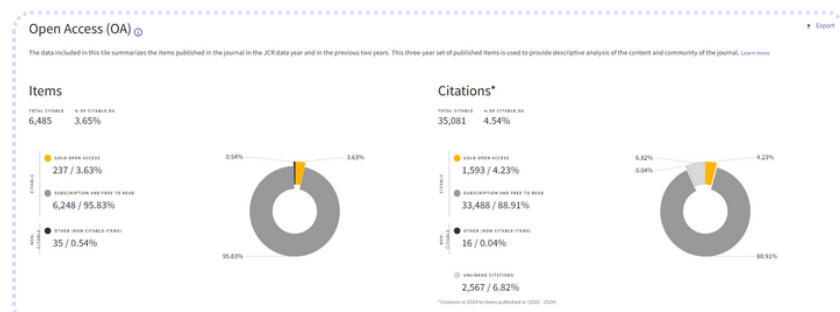 Open Access (OA)
Export
The data included in this tile summarizes the items published in the journal in the JCR data year and in the previous two years. This three-year set of published items is used to provide descriptive analysis of the content and community of the journal. Learn more
Items
TOTAL CITABLE % OF CITABLE OA
6,485 3.65%
CITABLE
GOLD OPEN ACCESS
237 / 3.63%
SUBSCRIPTION AND FREE TO READ
6,248 / 95.83%
NON-CITABLE
OTHER (NON CITABLE ITEMS)
35 / 0.54%
0.54%
3.63%
95.83%
Citations*
TOTAL CITABLE % OF CITABLE OA
35,081 4.54%
CITABLE
GOLD OPEN ACCESS
1,593 / 4.23%
SUBSCRIPTION AND FREE TO READ
33,488 / 88.91%
NON-CITABLE
OTHER (NON CITABLE ITEMS)
16 / 0.04%
UNLINKED CITATIONS
2,567 / 6.82%
6.82%
0.04%
4.23%
88.91%
*Citations in 2024 to items published in (2022 - 2024)